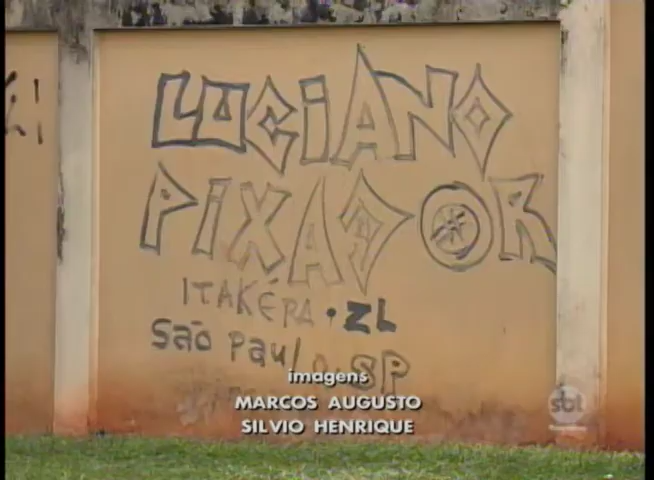 LUCIANO
PIXADOR
ITAKÉRA • ZL
São Paulo SP
imagens
MARCOS AUGUSTO
SILVIO HENRIQUE
sbt